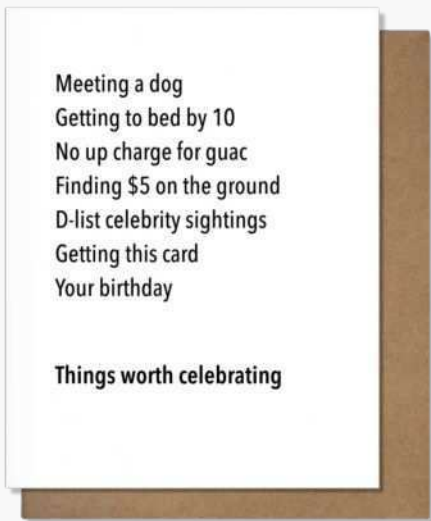 Meeting a dog
Getting to bed by 10
No up charge for guac
Finding $5 on the ground
D-list celebrity sightings
Getting this card
Your birthday
Things worth celebrating